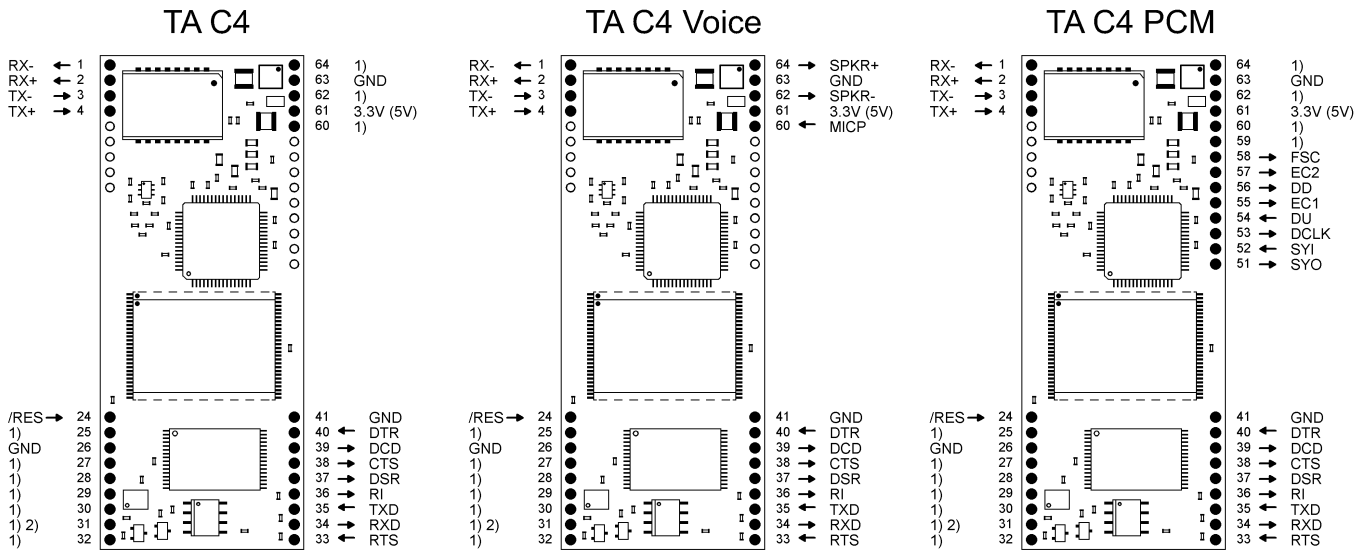 TA C4
TA C4 Voice
TA C4 PCM
RX- 1
RX+ 2
TX- 3
TX+ 4
64 1)
63 GND
62 1)
61 3.3V (5V)
60 1)
/RES 24
1) 25
GND 26
1) 27
1) 28
1) 29
1) 30
1) 2) 31
1) 32
41 GND
40 DTR
39 DCD
38 CTS
37 DSR
36 RI
35 TXD
34 RXD
33 RTS
RX- 1
RX+ 2
TX- 3
TX+ 4
64 SPKR+
63 GND
62 SPKR-
61 3.3V (5V)
60 MICP
/RES 24
1) 25
GND 26
1) 27
1) 28
1) 29
1) 30
1) 2) 31
1) 32
41 GND
40 DTR
39 DCD
38 CTS
37 DSR
36 RI
35 TXD
34 RXD
33 RTS
RX- 1
RX+ 2
TX- 3
TX+ 4
64 1)
63 GND
62 1)
61 3.3V (5V)
60 1)
59 1)
58 FSC
57 EC2
56 DD
55 EC1
54 DU
53 DCLK
52 SYI
51 SYO
/RES 24
1) 25
GND 26
1) 27
1) 28
1) 29
1) 30
1) 2) 31
1) 32
41 GND
40 DTR
39 DCD
38 CTS
37 DSR
36 RI
35 TXD
34 RXD
33 RTS